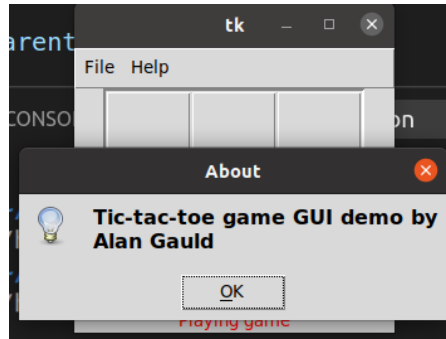 tk
arent
File Help
CONSO
on
About
Tic-tac-toe game GUI demo by
Alan Gauld
OK
Playing game